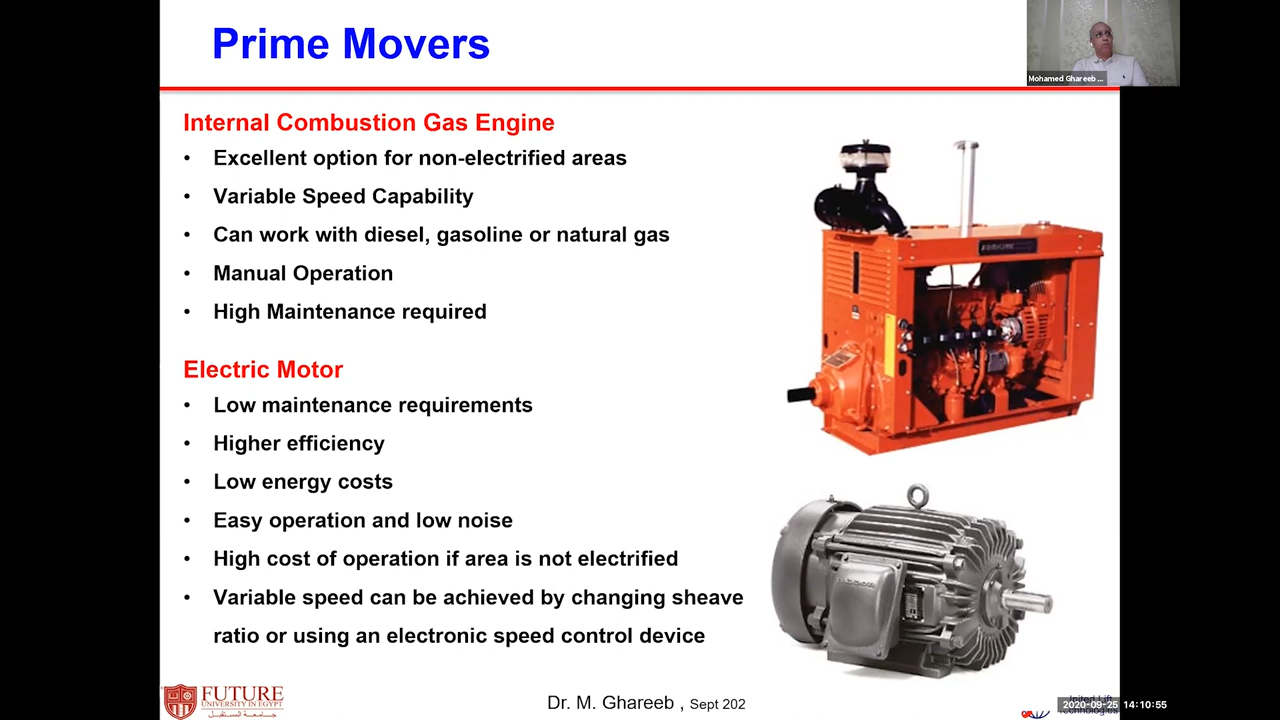 Prime Movers
Mohamed Ghareeb ...
Internal Combustion Gas Engine
• Excellent option for non-electrified areas
• Variable Speed Capability
• Can work with diesel, gasoline or natural gas
• Manual Operation
• High Maintenance required
Electric Motor
• Low maintenance requirements
• Higher efficiency
• Low energy costs
• Easy operation and low noise
• High cost of operation if area is not electrified
• Variable speed can be achieved by changing sheave
ratio or using an electronic speed control device
FUTURE
UNIVERSITY IN EGYPT
جامعة المستقبل
Dr. M. Ghareeb , Sept 202
2020-09-25 14:10:55